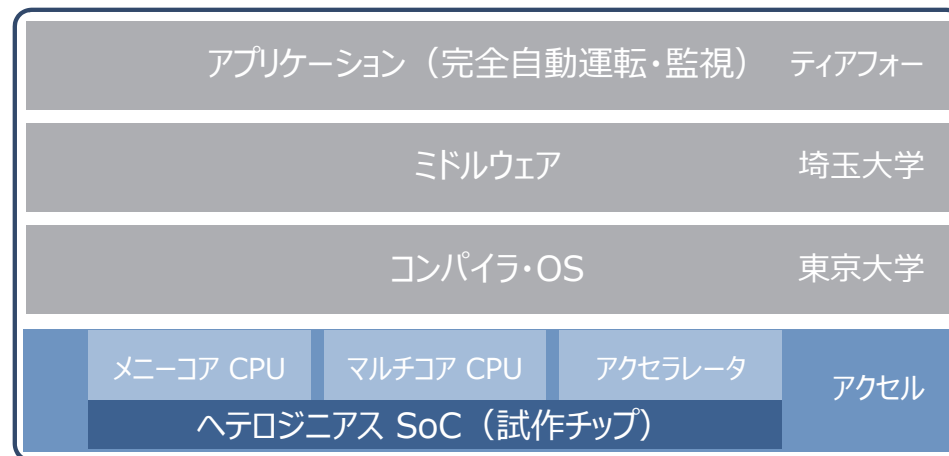 アプリケーション（完全自動運転・監視） ティアフォー
ミドルウェア 埼玉大学
コンパイラ・OS 東京大学
メニーコア CPU マルチコア CPU アクセラレータ
アクセル
ヘテロジニアス SoC（試作チップ）